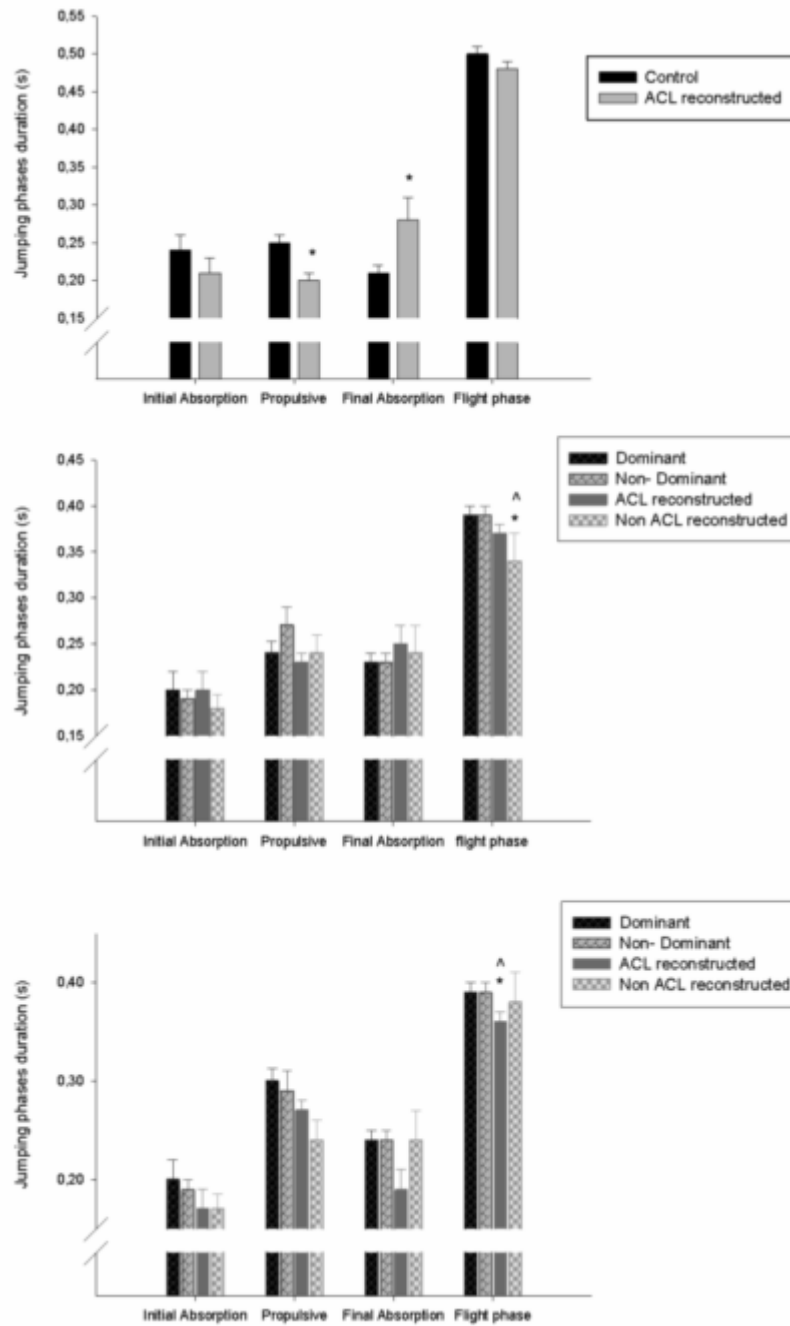 Jumping phases duration (s)
0,55
0,50
0,45
0,40
0,35
0,30
0,25
0,20
0,15
Control
ACL reconstructed
*
*
Initial Absorption Propulsive Final Absorption Flight phase
Jumping phases duration (s)
0,45
0,40
0,35
0,30
0,25
0,20
0,15
Dominant
Non- Dominant
ACL reconstructed
Non ACL reconstructed
^
*
Initial Absorption Propulsive Final Absorption flight phase
Jumping phases duration (s)
0,40
0,30
0,20
Dominant
Non- Dominant
ACL reconstructed
Non ACL reconstructed
^
*
Initial Absorption Propulsive Final Absorption Flight phase